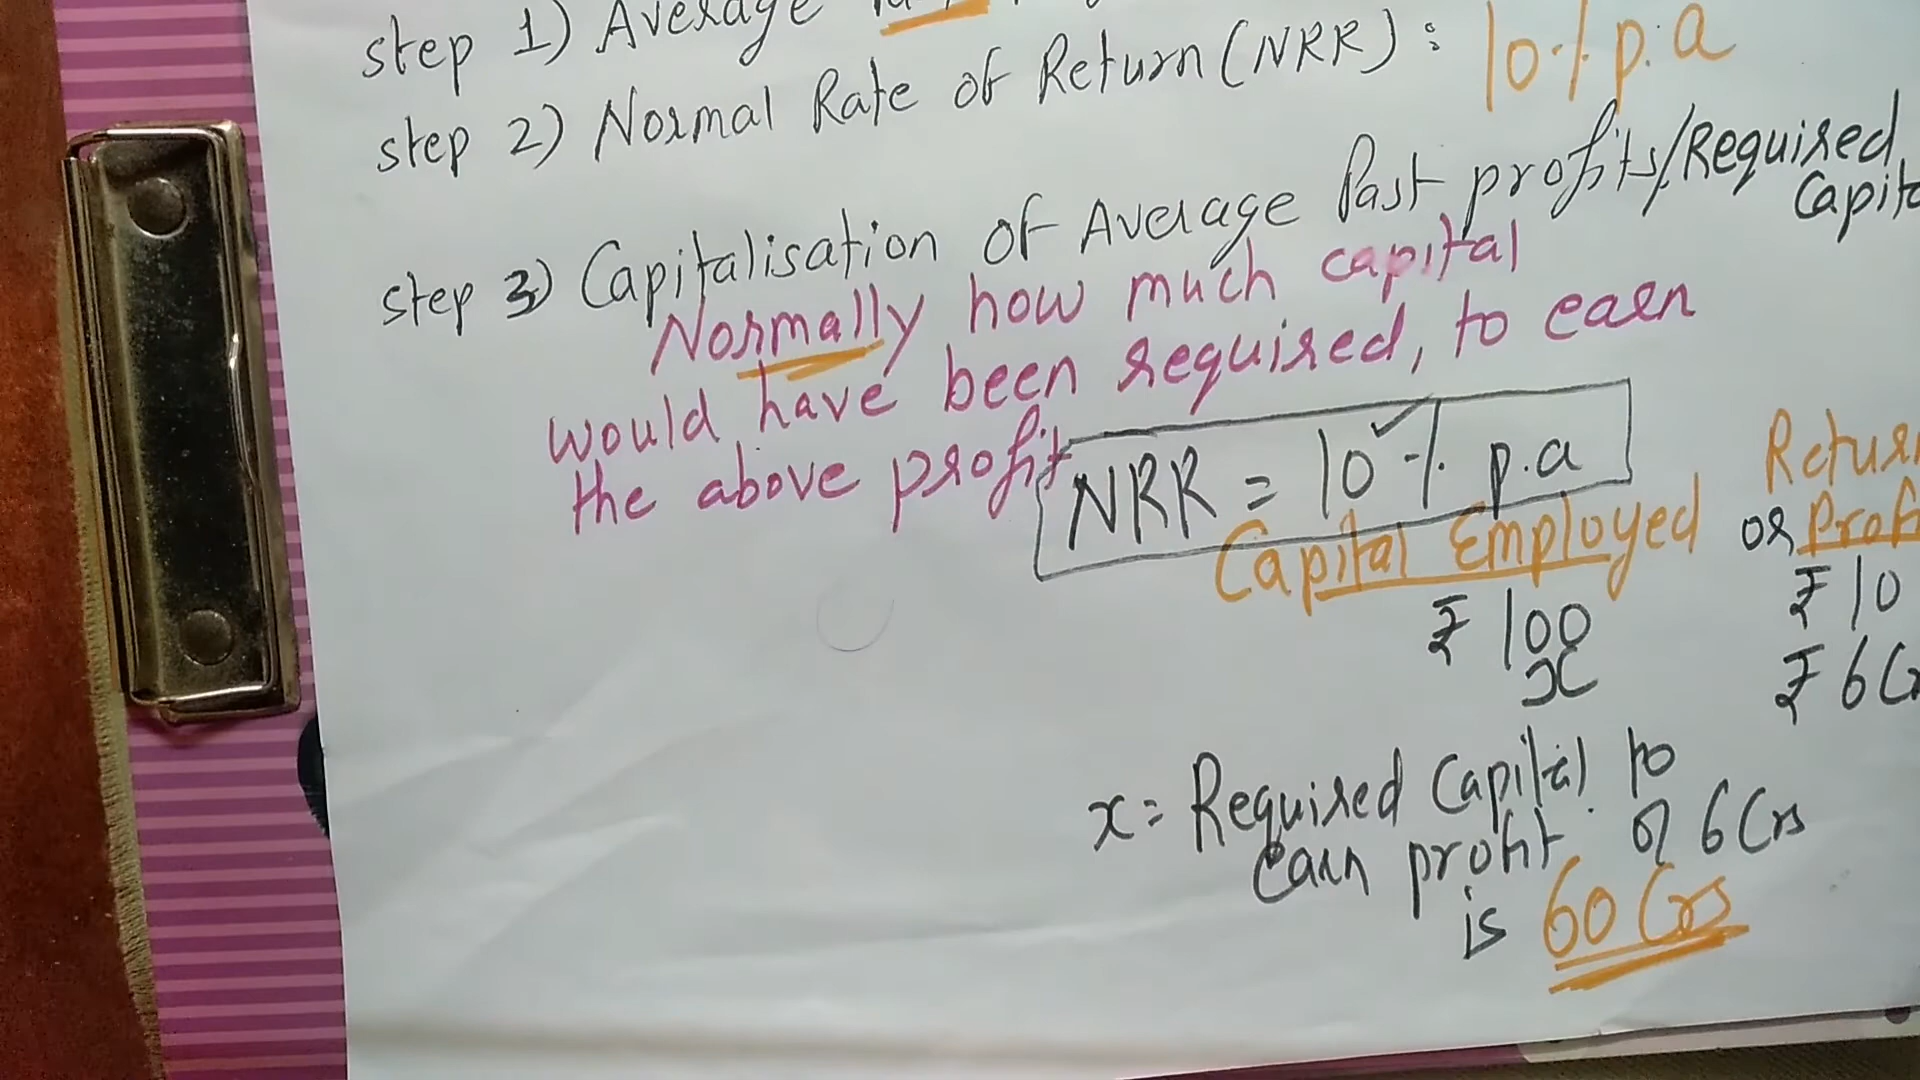 step 1) Average
step 2) Normal Rate of Return (NRR) : 10% p.a
step 3) Capitalisation of Average Past profits/Required
Normally how much capital
would have been required, to earn
the above profit
NRR = 10% p.a
Capital Employed
or
₹ 100 ₹ 10
x ₹ 6
x = Required Capital to
earn profit of 6 Crs
is 60 Crs